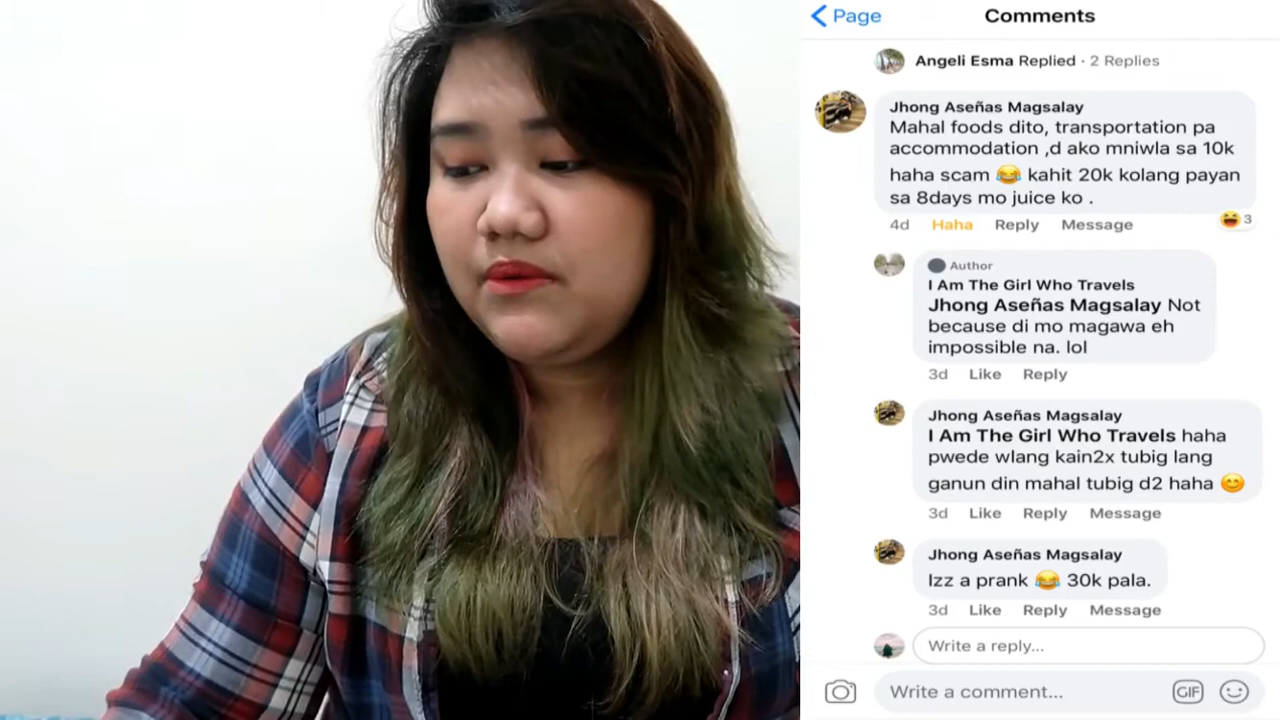 Page
Comments
Angeli Esma Replied · 2 Replies
Jhong Aseñas Magsalay
Mahal foods dito, transportation pa
accommodation ,d ako mniwla sa 10k
haha scam 😂 kahit 20k kolang payan
sa 8days mo juice ko .
4d Haha Reply Message 3
Author
I Am The Girl Who Travels
Jhong Aseñas Magsalay Not
because di mo magawa eh
impossible na. lol
3d Like Reply
Jhong Aseñas Magsalay
I Am The Girl Who Travels haha
pwede wlang kain2x tubig lang
ganun din mahal tubig d2 haha 😊
3d Like Reply Message
Jhong Aseñas Magsalay
Izz a prank 😂 30k pala.
3d Like Reply Message
Write a reply...
Write a comment...
GIF